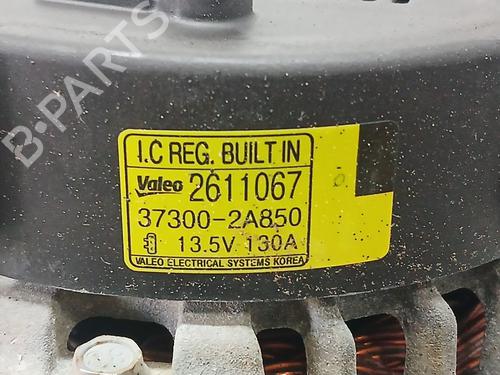 B-PARTS
I.C REG. BUILT IN
Valeo 2611067
37300-2A850
13.5V 130A
VALEO ELECTRICAL SYSTEMS KOREA